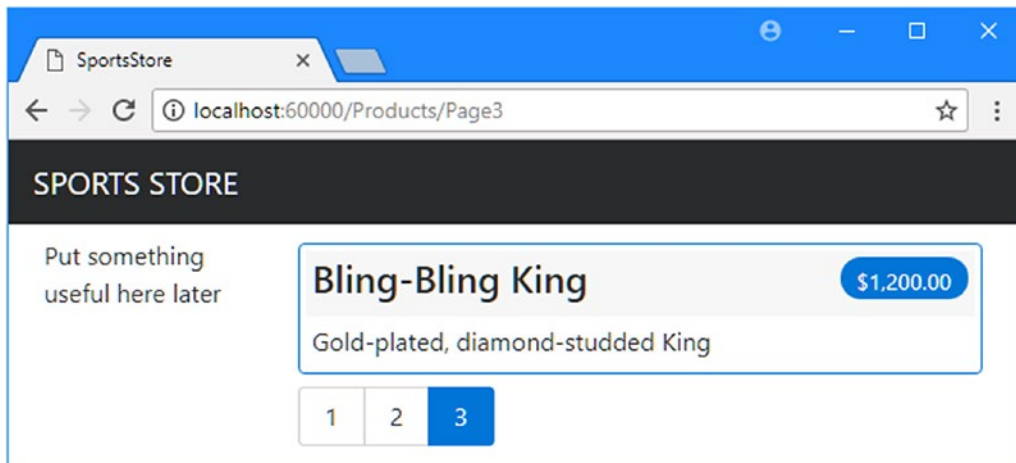 SportsStore
localhost:60000/Products/Page3
SPORTS STORE
Put something
useful here later
Bling-Bling King
$1,200.00
Gold-plated, diamond-studded King
1 2 3